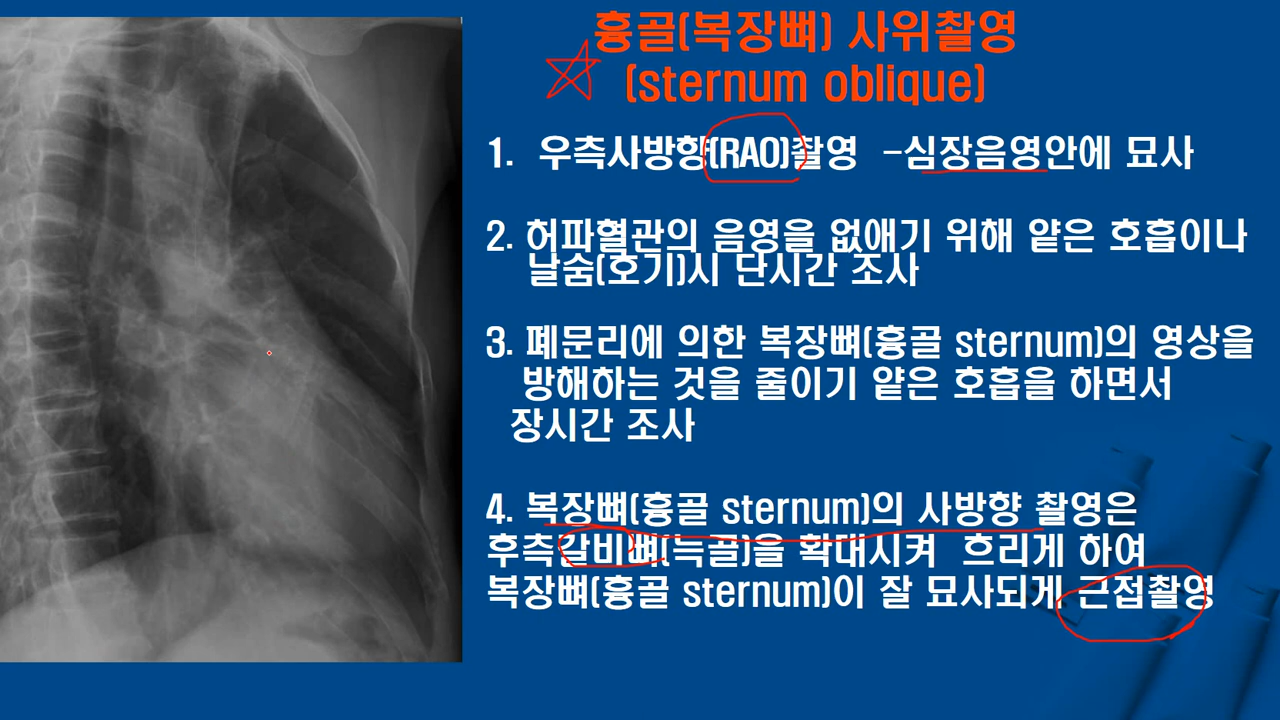 흉골(복장뼈) 사위촬영
(sternum oblique)
1. 우측사방향(RAO)촬영 -심장음영안에 묘사
2. 허파혈관의 음영을 없애기 위해 얕은 호흡이나
날숨(호기)시 단시간 조사
3. 폐문리에 의한 복장뼈(흉골 sternum)의 영상을
방해하는 것을 줄이기 얕은 호흡을 하면서
장시간 조사
4. 복장뼈(흉골 sternum)의 사방향 촬영은
후측갈비뼈(늑골)을 확대시켜 흐리게 하여
복장뼈(흉골 sternum)이 잘 묘사되게 근접촬영